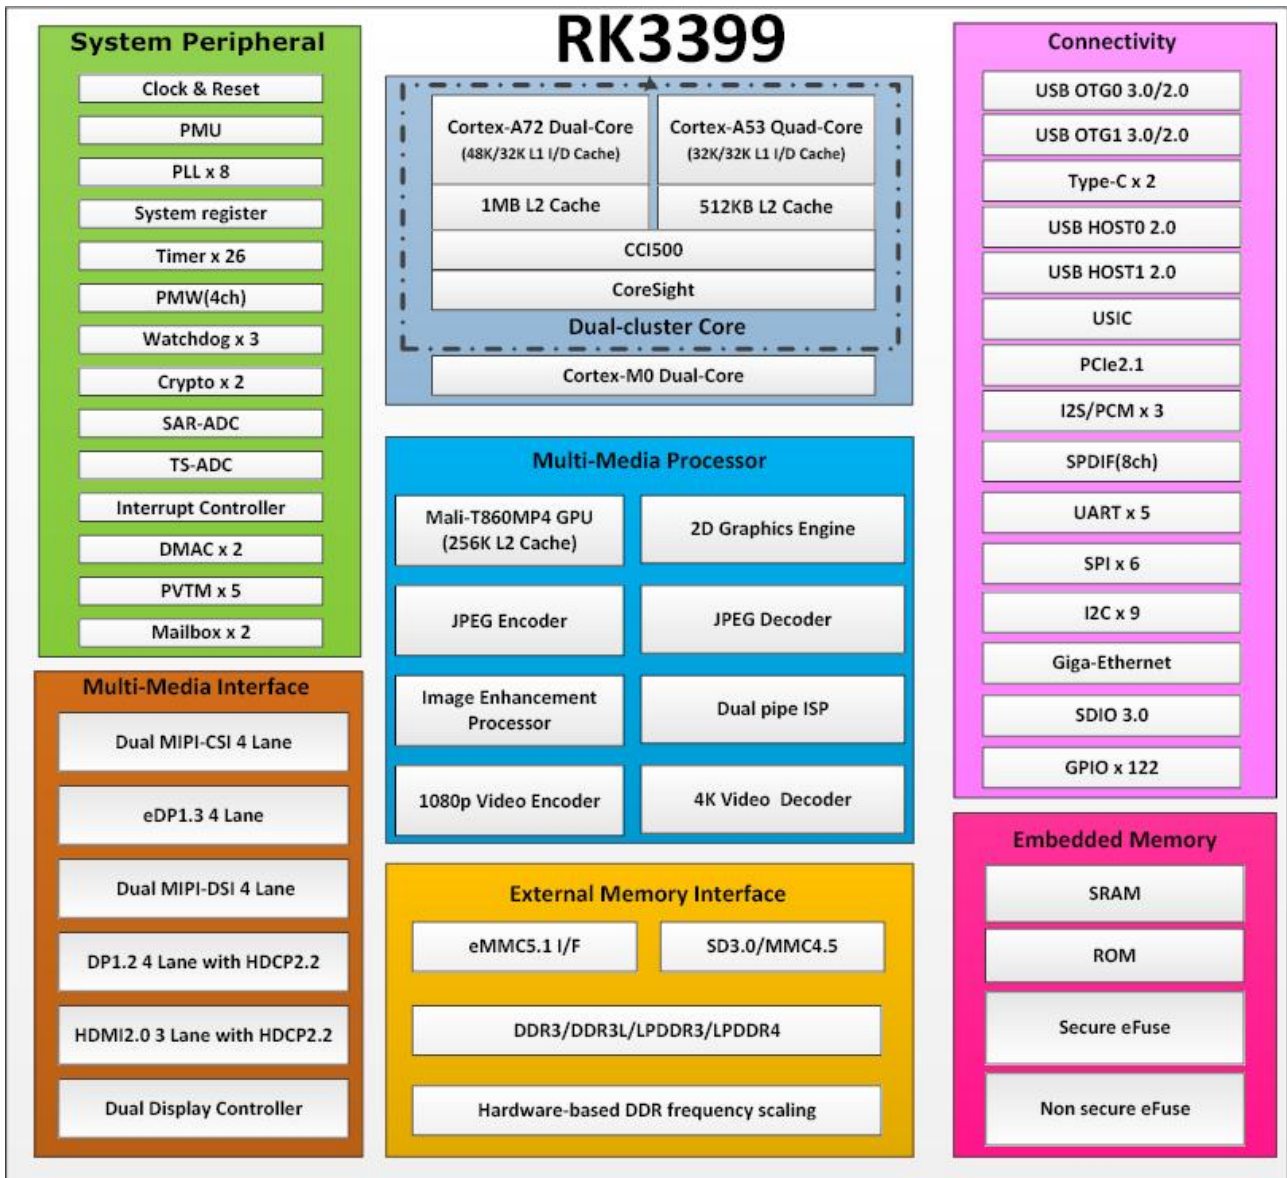 RK3399
System Peripheral
Clock & Reset
PMU
PLL x 8
System register
Timer x 26
PMW(4ch)
Watchdog x 3
Crypto x 2
SAR-ADC
TS-ADC
Interrupt Controller
DMAC x 2
PVTM x 5
Mailbox x 2
Multi-Media Interface
Dual MIPI-CSI 4 Lane
eDP1.3 4 Lane
Dual MIPI-DSI 4 Lane
DP1.2 4 Lane with HDCP2.2
HDMI2.0 3 Lane with HDCP2.2
Dual Display Controller
Cortex-A72 Dual-Core
(48K/32K L1 I/D Cache)
Cortex-A53 Quad-Core
(32K/32K L1 I/D Cache)
1MB L2 Cache
512KB L2 Cache
CCI500
CoreSight
Dual-cluster Core
Cortex-M0 Dual-Core
Multi-Media Processor
Mali-T860MP4 GPU
(256K L2 Cache)
2D Graphics Engine
JPEG Encoder
JPEG Decoder
Image Enhancement
Processor
Dual pipe ISP
1080p Video Encoder
4K Video Decoder
External Memory Interface
eMMC5.1 I/F
SD3.0/MMC4.5
DDR3/DDR3L/LPDDR3/LPDDR4
Hardware-based DDR frequency scaling
Connectivity
USB OTG0 3.0/2.0
USB OTG1 3.0/2.0
Type-C x 2
USB HOST0 2.0
USB HOST1 2.0
USIC
PCIe2.1
I2S/PCM x 3
SPDIF(8ch)
UART x 5
SPI x 6
I2C x 9
Giga-Ethernet
SDIO 3.0
GPIO x 122
Embedded Memory
SRAM
ROM
Secure eFuse
Non secure eFuse